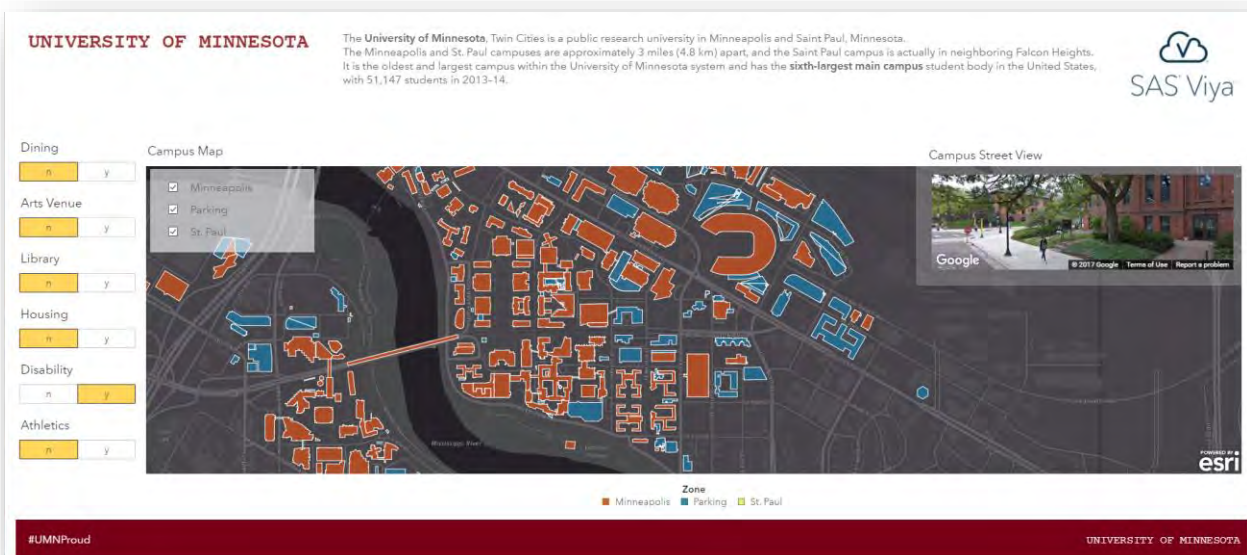 UNIVERSITY OF MINNESOTA
The University of Minnesota, Twin Cities is a public research university in Minneapolis and Saint Paul, Minnesota.
The Minneapolis and St. Paul campuses are approximately 3 miles (4.8 km) apart, and the Saint Paul campus is actually in neighboring Falcon Heights.
It is the oldest and largest campus within the University of Minnesota system and has the sixth-largest main campus student body in the United States,
with 51,147 students in 2013-14.
SAS Viya
Dining
n y
Arts Venue
n y
Library
n y
Housing
n y
Disability
n y
Athletics
n y
Campus Map
Minneapolis
Parking
St. Paul
Mississippi River
Campus Street View
Google
© 2017 Google Terms of Use Report a problem
POWERED BY
esri
Zone
Minneapolis Parking St. Paul
#UMNProud
UNIVERSITY OF MINNESOTA